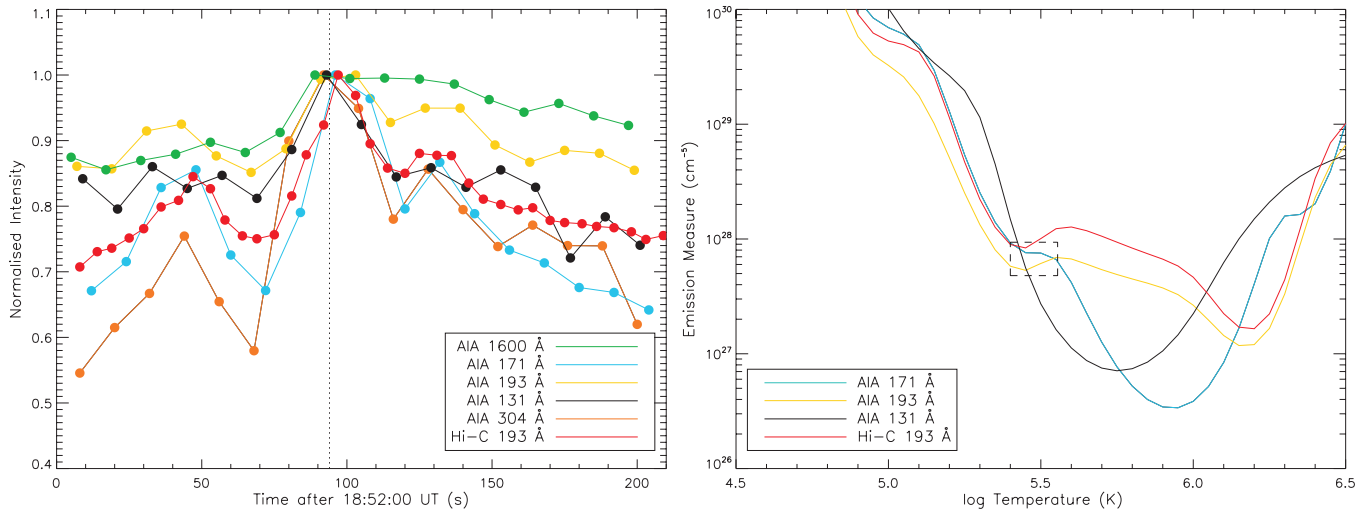 1.1
1.0
0.9
0.8
0.7
0.6
0.5
0.4
Normalised Intensity
0
50
100
150
200
Time after 18:52:00 UT (s)
AIA 1600 Å
AIA 171 Å
AIA 193 Å
AIA 131 Å
AIA 304 Å
Hi-C 193 Å
10³⁰
10²⁹
10²⁸
10²⁷
10²⁶
Emission Measure (cm⁻⁵)
4.5
5.0
5.5
6.0
6.5
log Temperature (K)
AIA 171 Å
AIA 193 Å
AIA 131 Å
Hi-C 193 Å